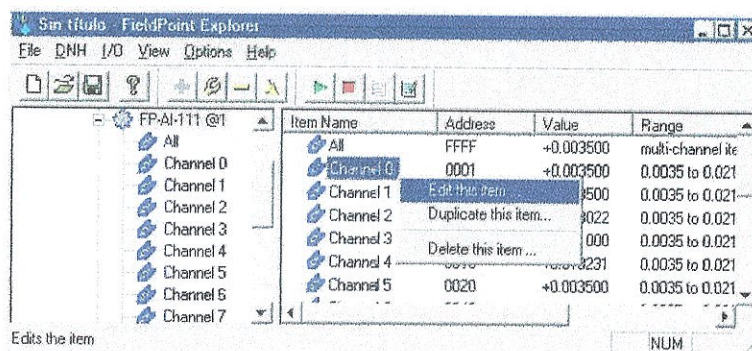 Sin título - FieldPoint Explorer
File DNH I/O View Options Help
FP-AI-111 @1
All
Channel 0
Channel 1
Channel 2
Channel 3
Channel 4
Channel 5
Channel 6
Channel 7
Item Name Address Value Range
All FFFF +0.003500 multi-channel ite
Channel 0 0001 +0.003500 0.0035 to 0.021
Channel 1 9500 0.0035 to 0.021
Channel 2 3022 0.0035 to 0.021
Channel 3 000 0.0035 to 0.021
Channel 4 0.0035 to 0.021
Channel 5 0020 +0.003500 0.0035 to 0.021
Edit this item
Duplicate this item...
Delete this item ...
Edits the item
NUM